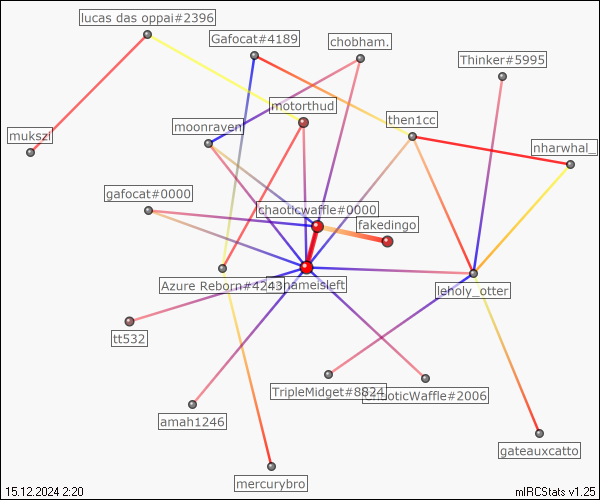 lucas das oppai#2396
Gafocat#4189
chobham.
Thinker#5995
motorthud
then1cc
moonraven
mukszi
nharwhal_
gafocat#0000
chaoticwaffle#0000
fakedingo
Azure Reborn#4243
nameisleft
leholy_otter
tt532
TripleMidget#8824
chaoticWaffle#2006
amah1246
gateauxcatto
mercurybro
15.12.2024 2:20
mIRCStats v1.25